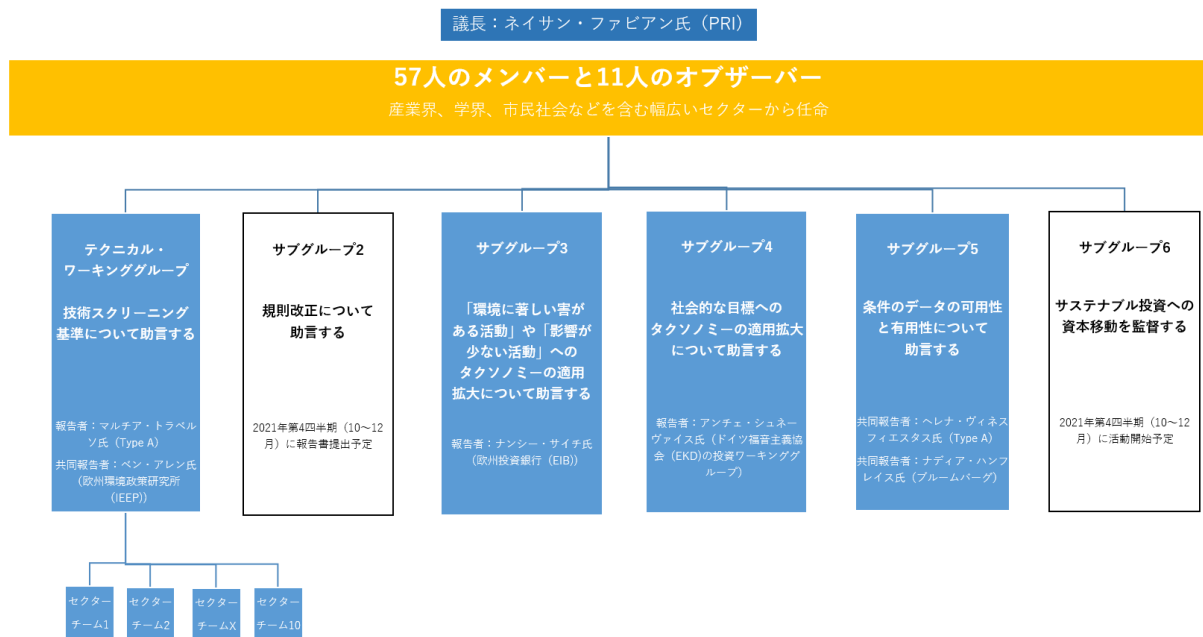 議長：ネイサン・ファビアン氏（PRI）
57人のメンバーと11人のオブザーバー
産業界、学界、市民社会などを含む幅広いセクターから任命
テクニカル・
ワーキンググループ
技術スクリーニング
基準について助言する
報告者：マルチア・トラベル
ソ氏（Type A）
共同報告者：ベン・アレン氏
（欧州環境政策研究所
（IEEP））
サブグループ2
規則改正について
助言する
2021年第4四半期（10～12
月）に報告書提出予定
サブグループ3
「環境に著しい害が
ある活動」や「影響が
少ない活動」への
タクソノミーの適用
拡大について助言する
報告者：ナンシー・サイチ氏
（欧州投資銀行（EIB））
サブグループ4
社会的な目標への
タクソノミーの適用拡大
について助言する
報告者：アンチェ・シュネー
ヴァイス氏（ドイツ福音主義協
会（EKD)の投資ワーキンググ
ループ）
サブグループ5
条件のデータの可用性
と有用性について
助言する
共同報告者：ヘレナ・ヴィネス
フィエスタス氏（Type A）
共同報告者：ナディア・ハンフ
レイス氏（ブルームバーグ）
サブグループ6
サステナブル投資への
資本移動を監督する
2021年第4四半期（10～12
月）に活動開始予定
セクター
チーム1
セクター
チーム2
セクター
チームX
セクター
チーム10